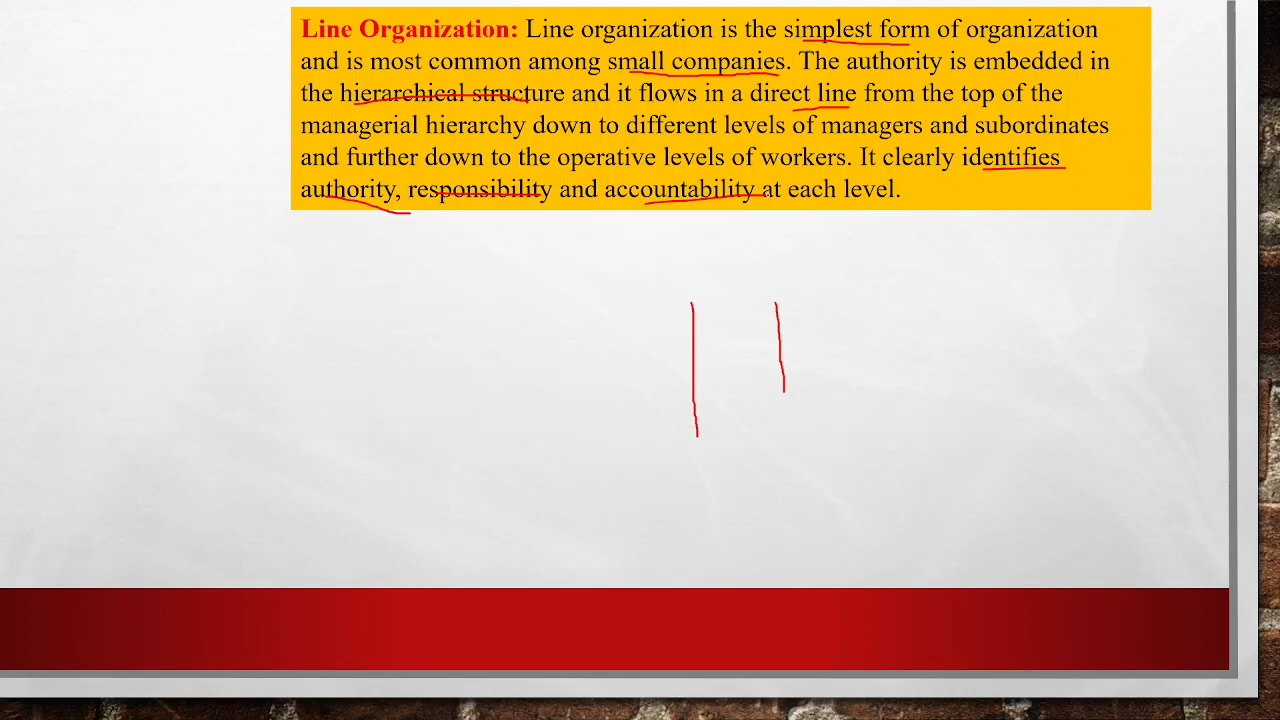 Line Organization: Line organization is the simplest form of organization
and is most common among small companies. The authority is embedded in
the hierarchical structure and it flows in a direct line from the top of the
managerial hierarchy down to different levels of managers and subordinates
and further down to the operative levels of workers. It clearly identifies
authority, responsibility and accountability at each level.